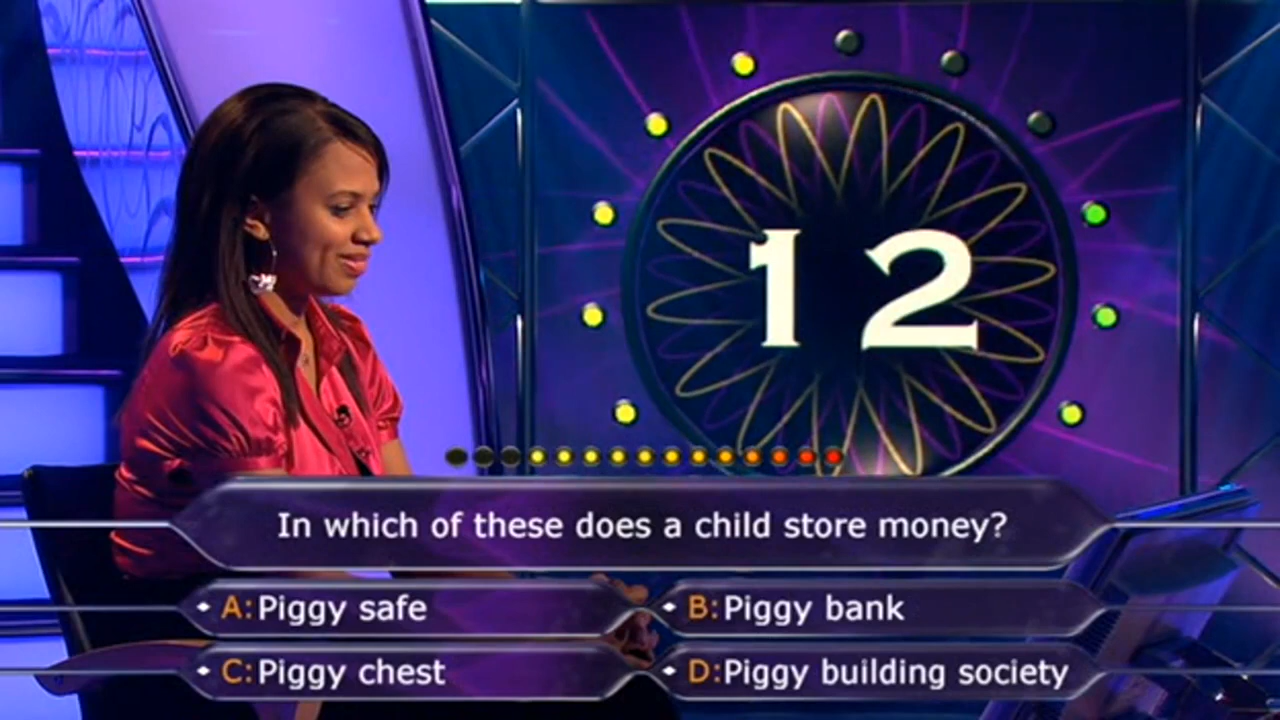 12
In which of these does a child store money?
A: Piggy safe
B: Piggy bank
C: Piggy chest
D: Piggy building society